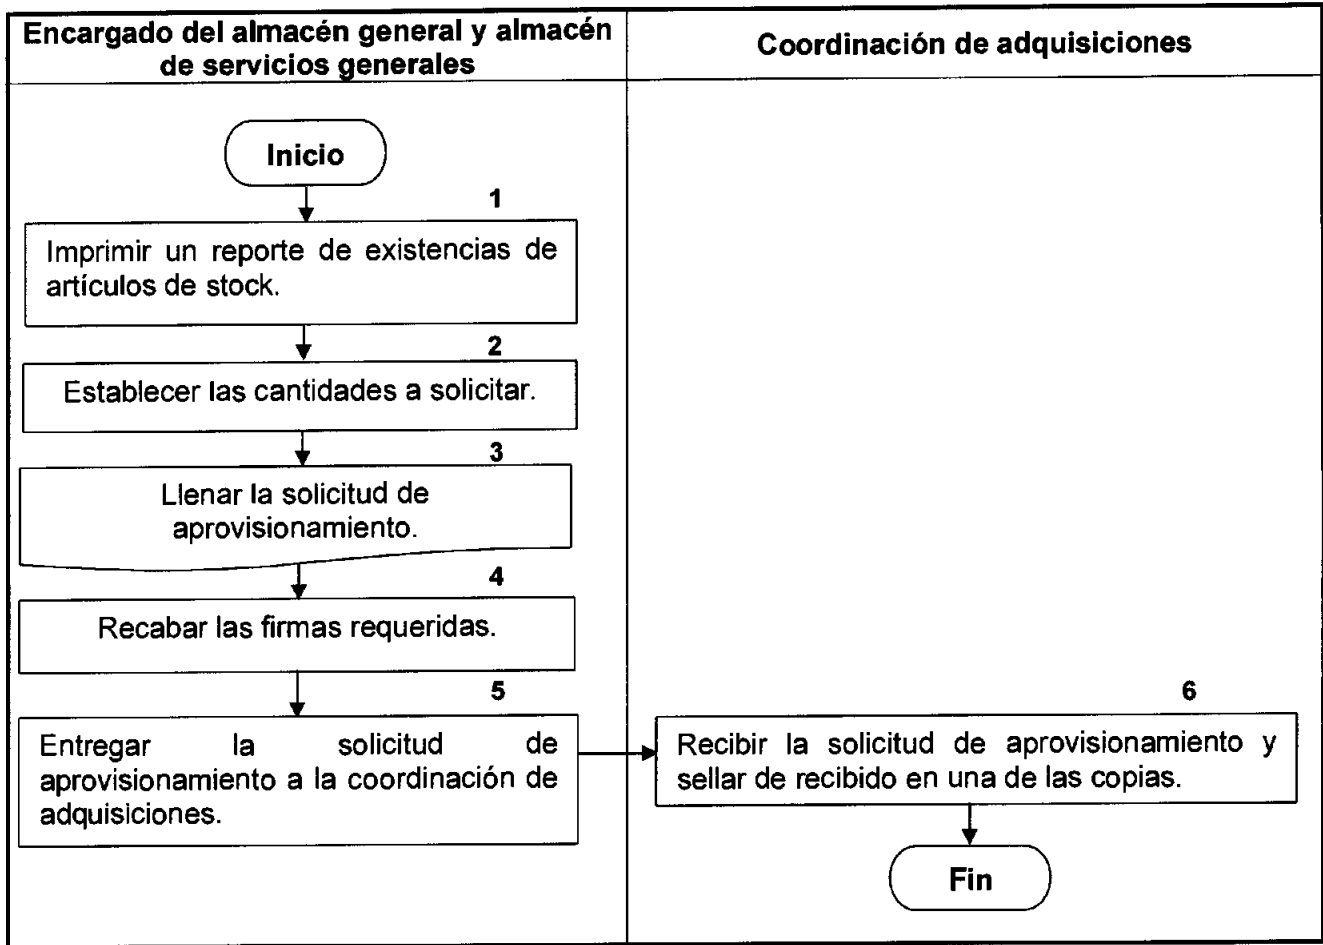 Encargado del almacén general y almacén
de servicios generales
Coordinación de adquisiciones
Inicio
1
Imprimir un reporte de existencias de
artículos de stock.
2
Establecer las cantidades a solicitar.
3
Llenar la solicitud de
aprovisionamiento.
4
Recabar las firmas requeridas.
5
Entregar la solicitud de
aprovisionamiento a la coordinación de
adquisiciones.
6
Recibir la solicitud de aprovisionamiento y
sellar de recibido en una de las copias.
Fin